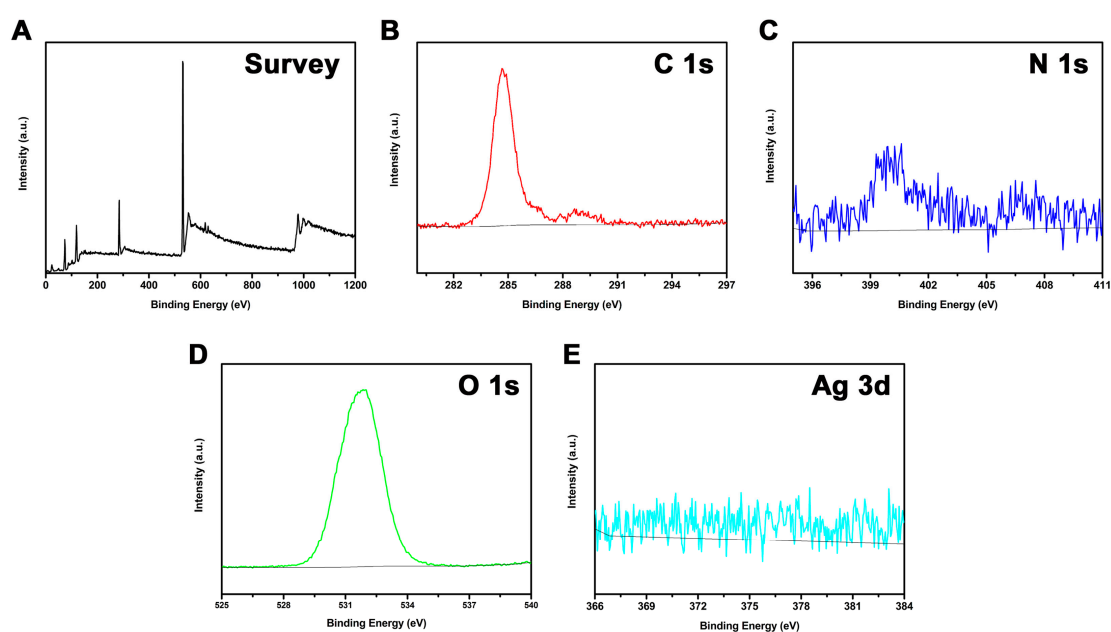 A
Survey
Intensity (a.u.)
0 200 400 600 800 1000 1200
Binding Energy (eV)
B
C 1s
Intensity (a.u.)
282 285 288 291 294 297
Binding Energy (eV)
C
N 1s
Intensity (a.u.)
396 399 402 405 408 411
Binding Energy (eV)
D
O 1s
Intensity (a.u.)
525 528 531 534 537 540
Binding Energy (eV)
E
Ag 3d
Intensity (a.u.)
366 369 372 375 378 381 384
Binding Energy (eV)